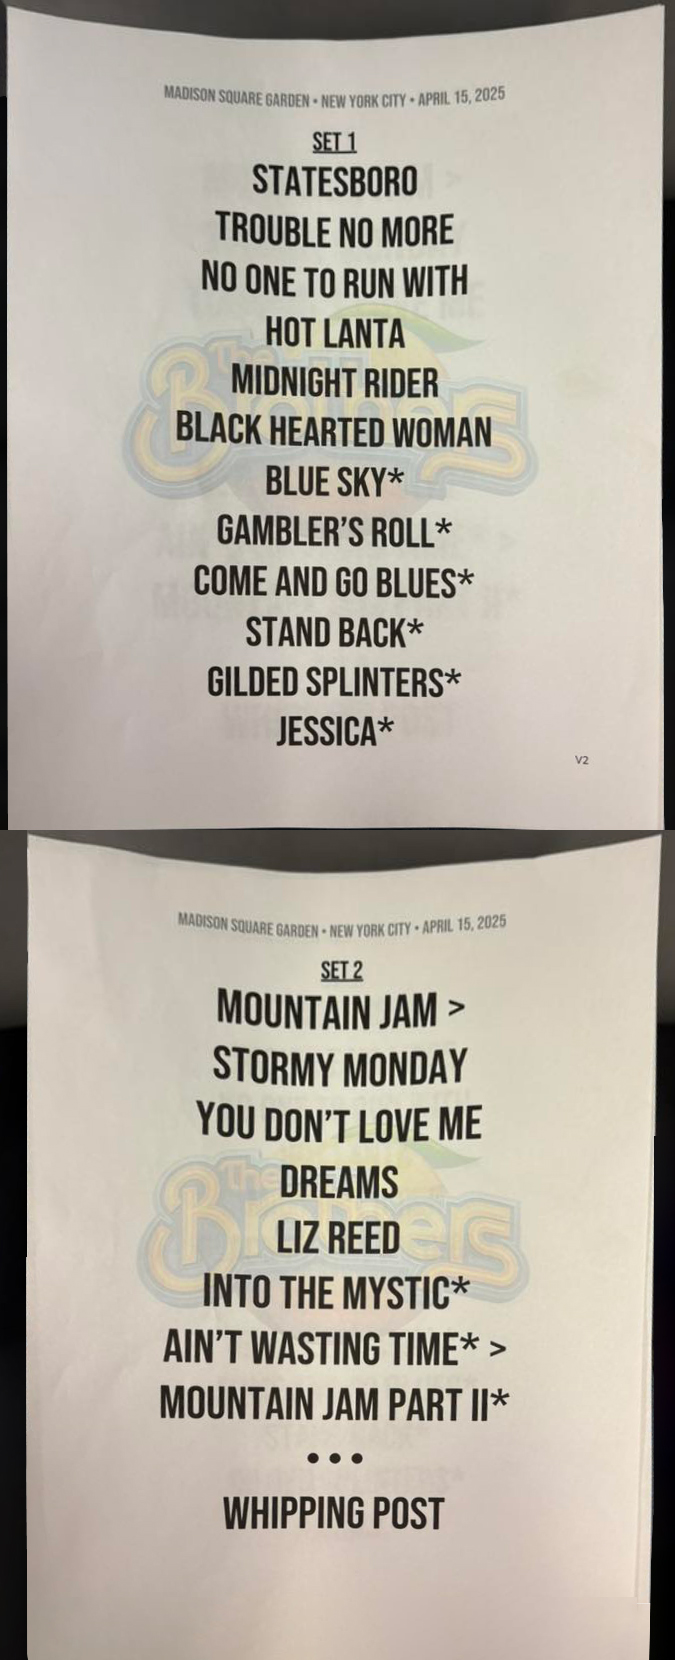 MADISON SQUARE GARDEN • NEW YORK CITY • APRIL 15, 2025
SET 1
STATESBORO
TROUBLE NO MORE
NO ONE TO RUN WITH
HOT LANTA
MIDNIGHT RIDER
BLACK HEARTED WOMAN
BLUE SKY*
GAMBLER'S ROLL*
COME AND GO BLUES*
STAND BACK*
GILDED SPLINTERS*
JESSICA*
V2
The Brothers
MADISON SQUARE GARDEN • NEW YORK CITY • APRIL 15, 2025
SET 2
MOUNTAIN JAM >
STORMY MONDAY
YOU DON'T LOVE ME
DREAMS
LIZ REED
INTO THE MYSTIC*
AIN'T WASTING TIME* >
MOUNTAIN JAM PART II*
• • •
WHIPPING POST
The Brothers